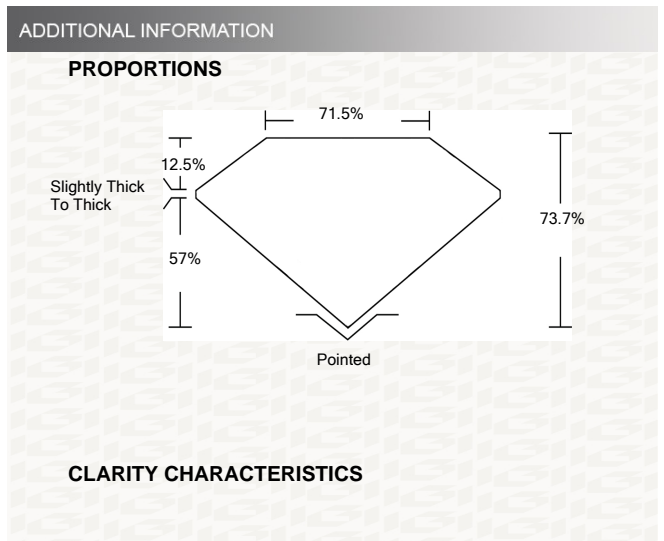 ADDITIONAL INFORMATION
PROPORTIONS
71.5%
12.5%
Slightly Thick
To Thick
73.7%
57%
Pointed
CLARITY CHARACTERISTICS